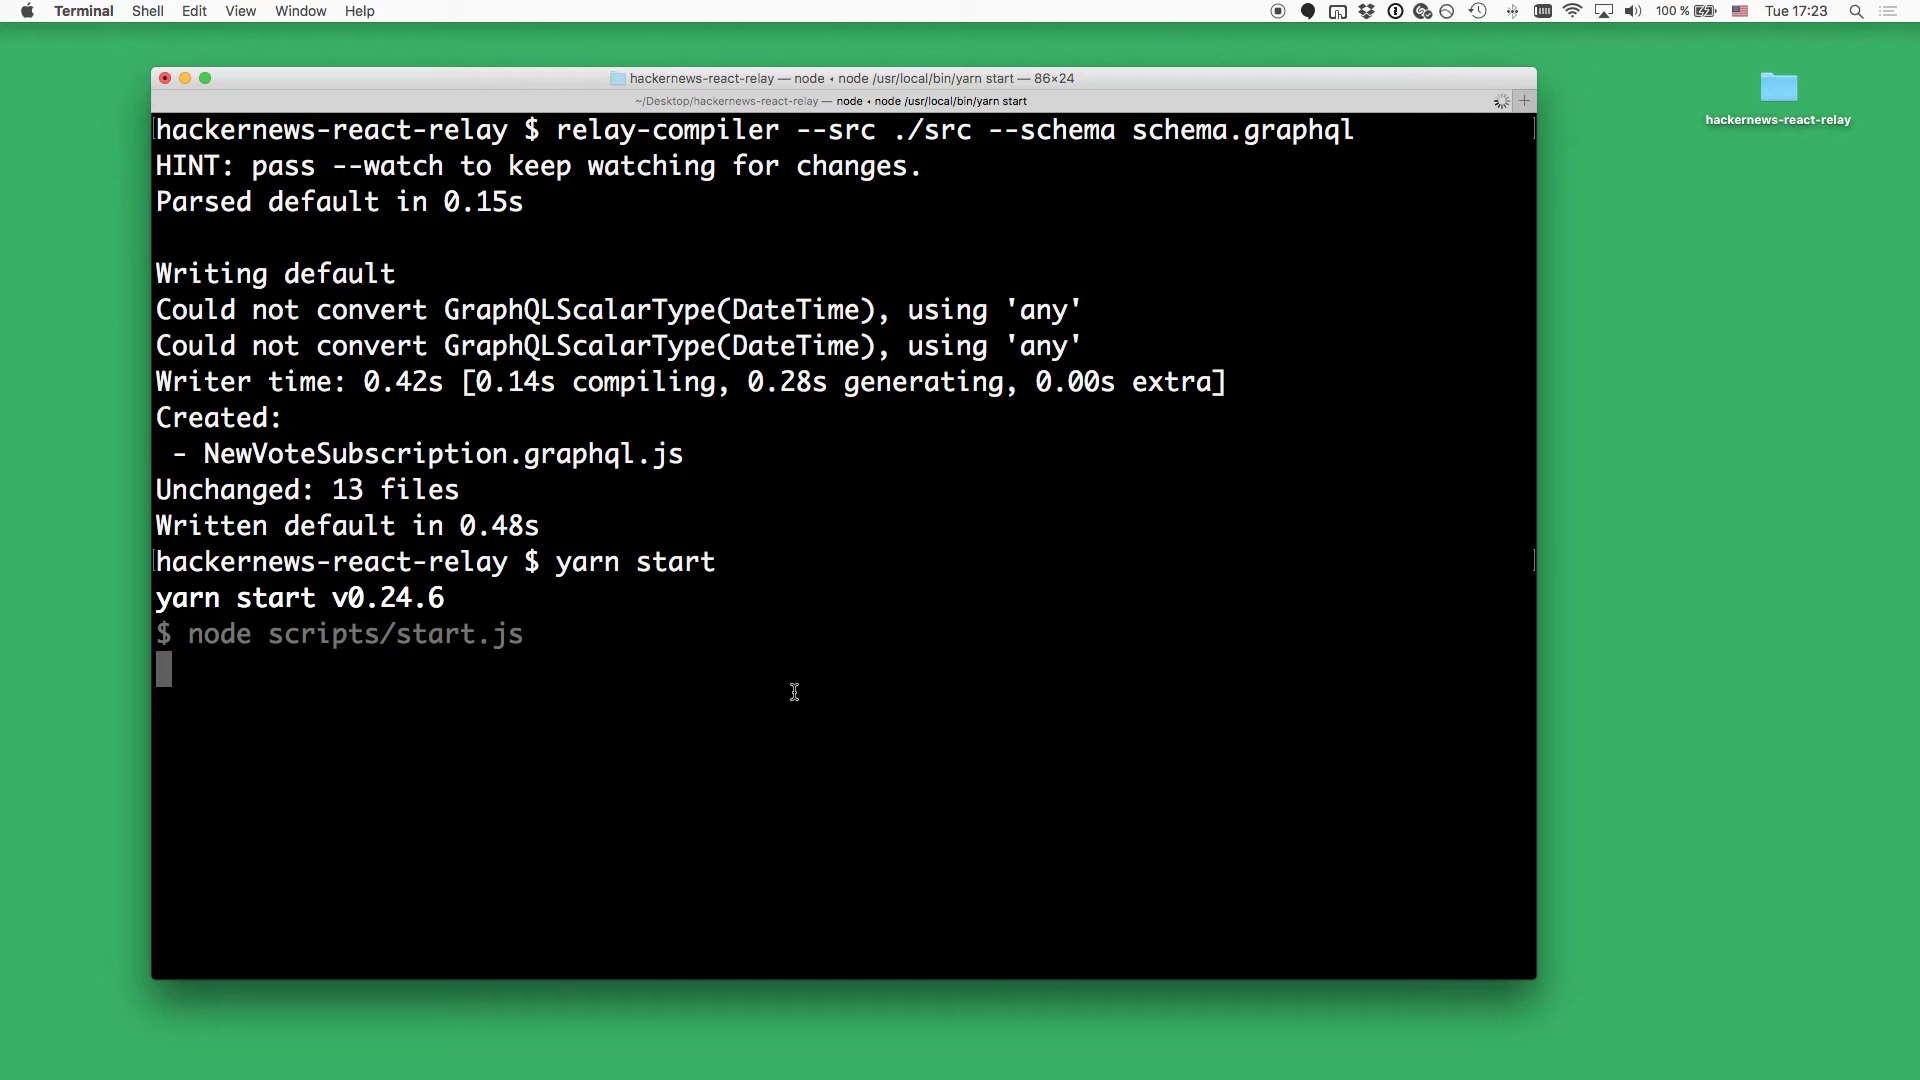 Terminal Shell Edit View Window Help 100 % Tue 17:23
hackernews-react-relay — node ◂ node /usr/local/bin/yarn start — 86×24
~/Desktop/hackernews-react-relay — node ◂ node /usr/local/bin/yarn start
hackernews-react-relay
hackernews-react-relay $ relay-compiler --src ./src --schema schema.graphql
HINT: pass --watch to keep watching for changes.
Parsed default in 0.15s
Writing default
Could not convert GraphQLScalarType(DateTime), using 'any'
Could not convert GraphQLScalarType(DateTime), using 'any'
Writer time: 0.42s [0.14s compiling, 0.28s generating, 0.00s extra]
Created:
- NewVoteSubscription.graphql.js
Unchanged: 13 files
Written default in 0.48s
hackernews-react-relay $ yarn start
yarn start v0.24.6
$ node scripts/start.js